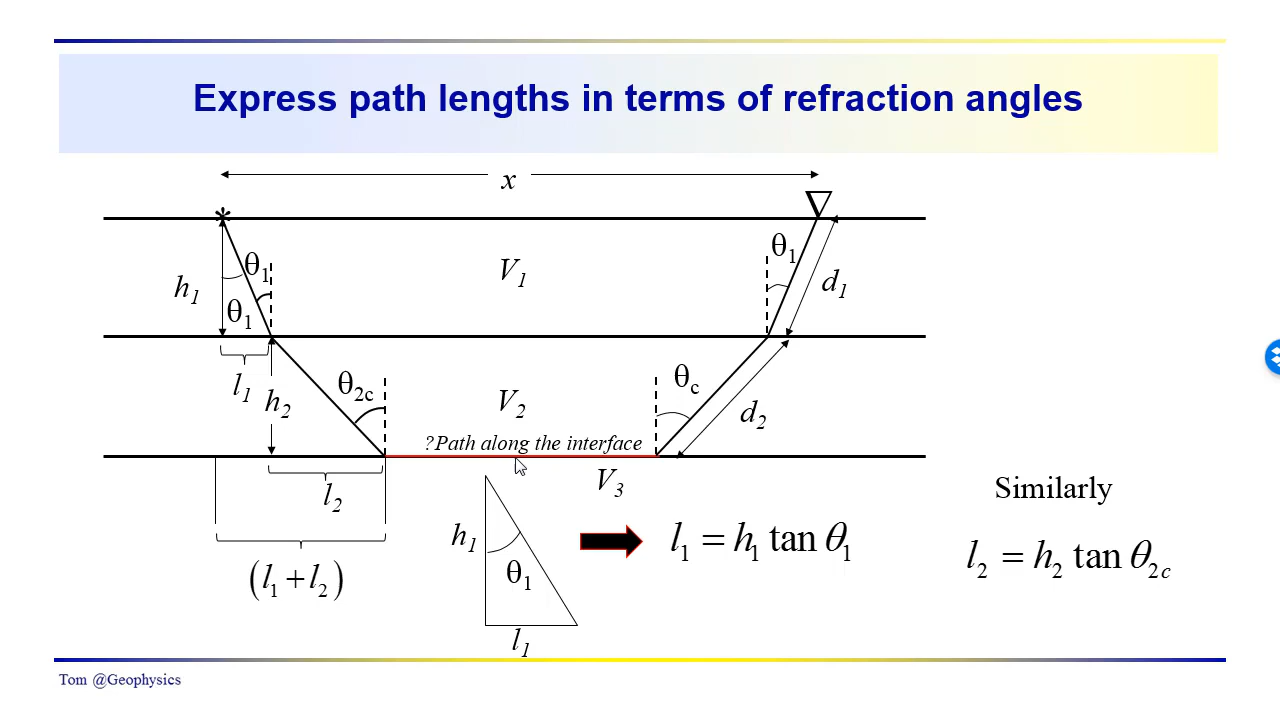 Express path lengths in terms of refraction angles
x
*
θ1
h1
θ1
V1
θ1
d1
l1
h2
θ2c
V2
θc
d2
?Path along the interface
l2
V3
(l1 + l2)
h1
θ1
l1
l1 = h1 tan θ1
Similarly
l2 = h2 tan θ2c
Tom @Geophysics